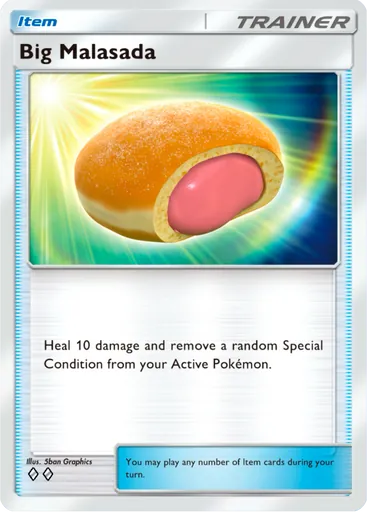 Item
TRAINER
Big Malasada
Heal 10 damage and remove a random Special
Condition from your Active Pokémon.
Illus. 5ban Graphics
You may play any number of Item cards during your
turn.